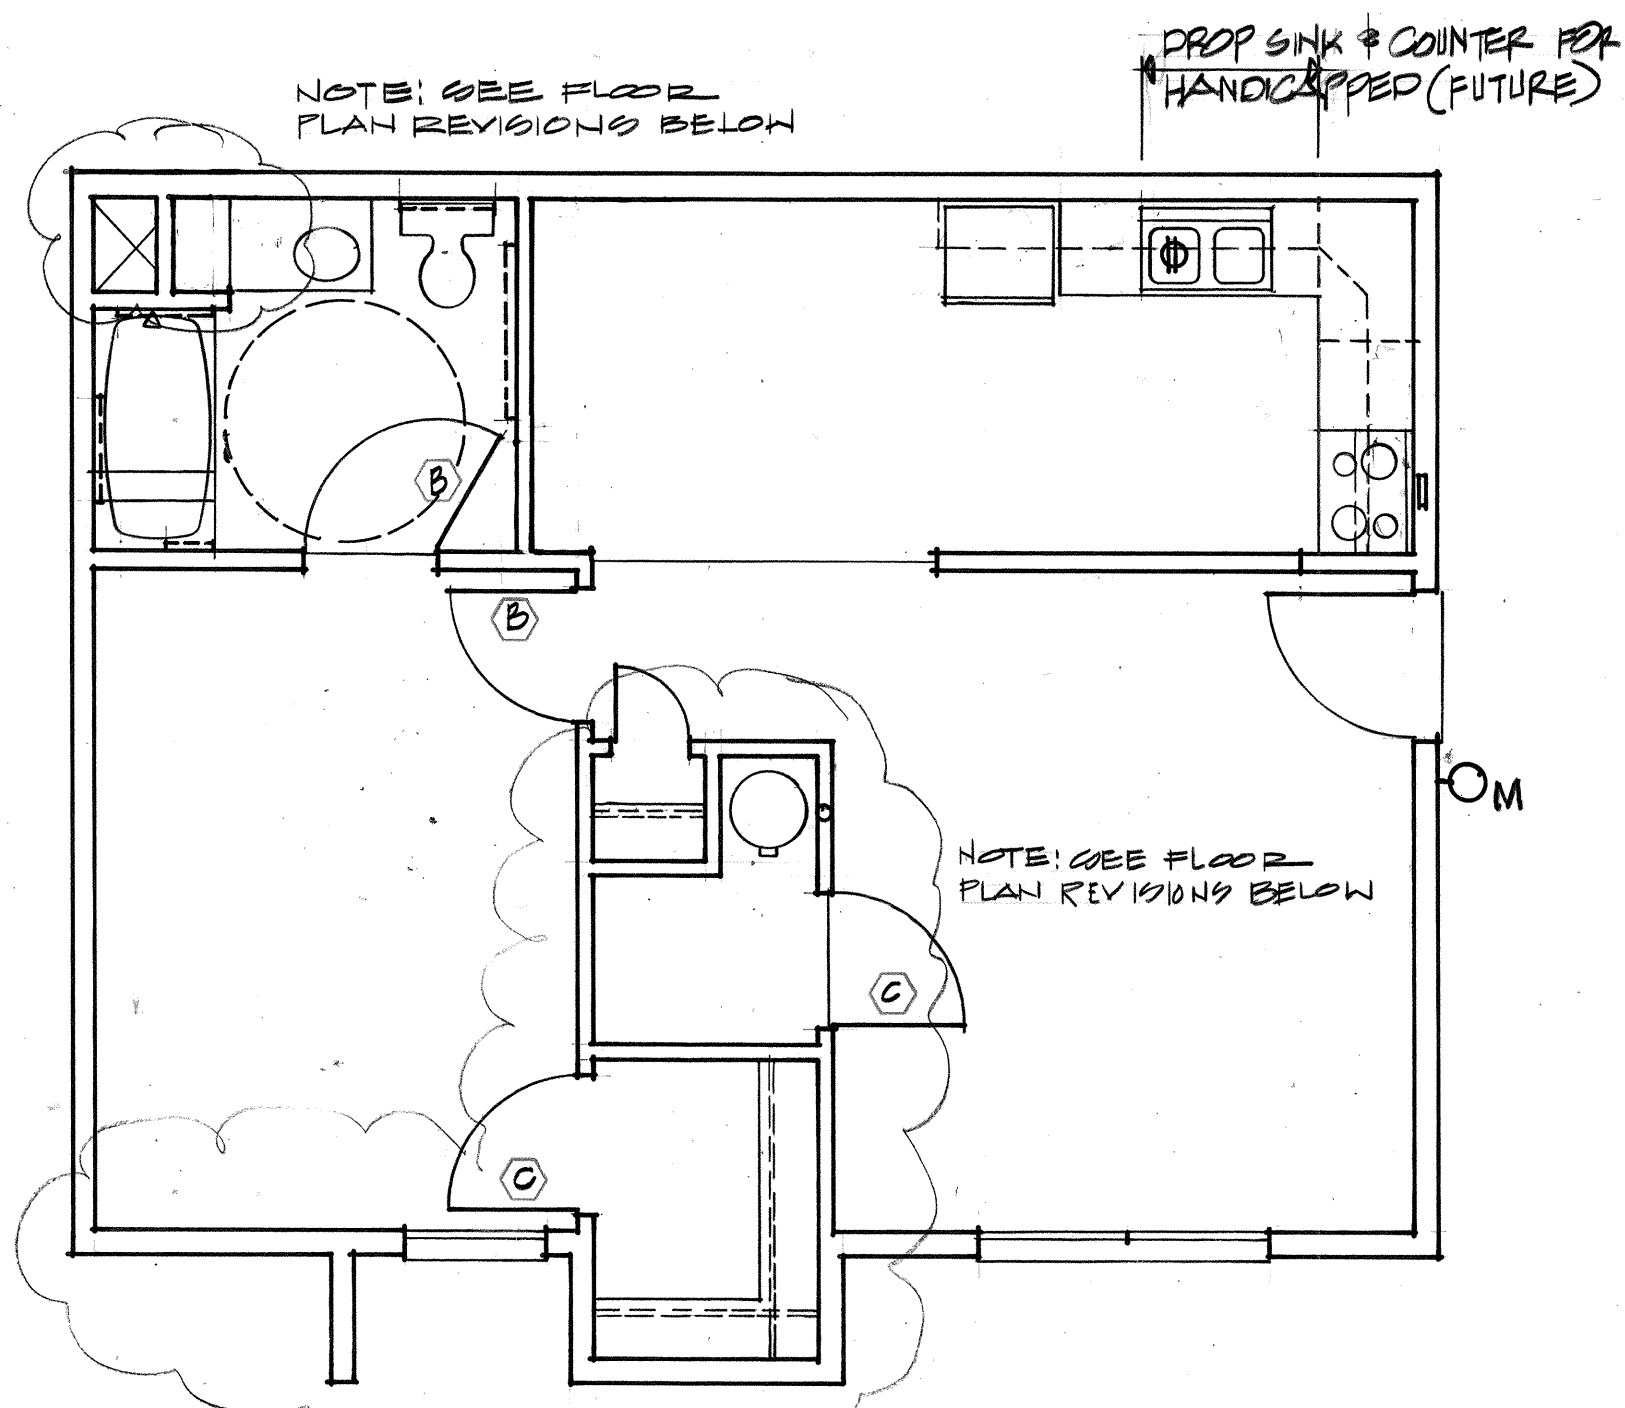 DROP SINK & COUNTER FOR
HANDICAPPED (FUTURE)
NOTE: SEE FLOOR
PLAN REVISIONS BELOW
B
B
M
NOTE: SEE FLOOR
PLAN REVISIONS BELOW
C
C